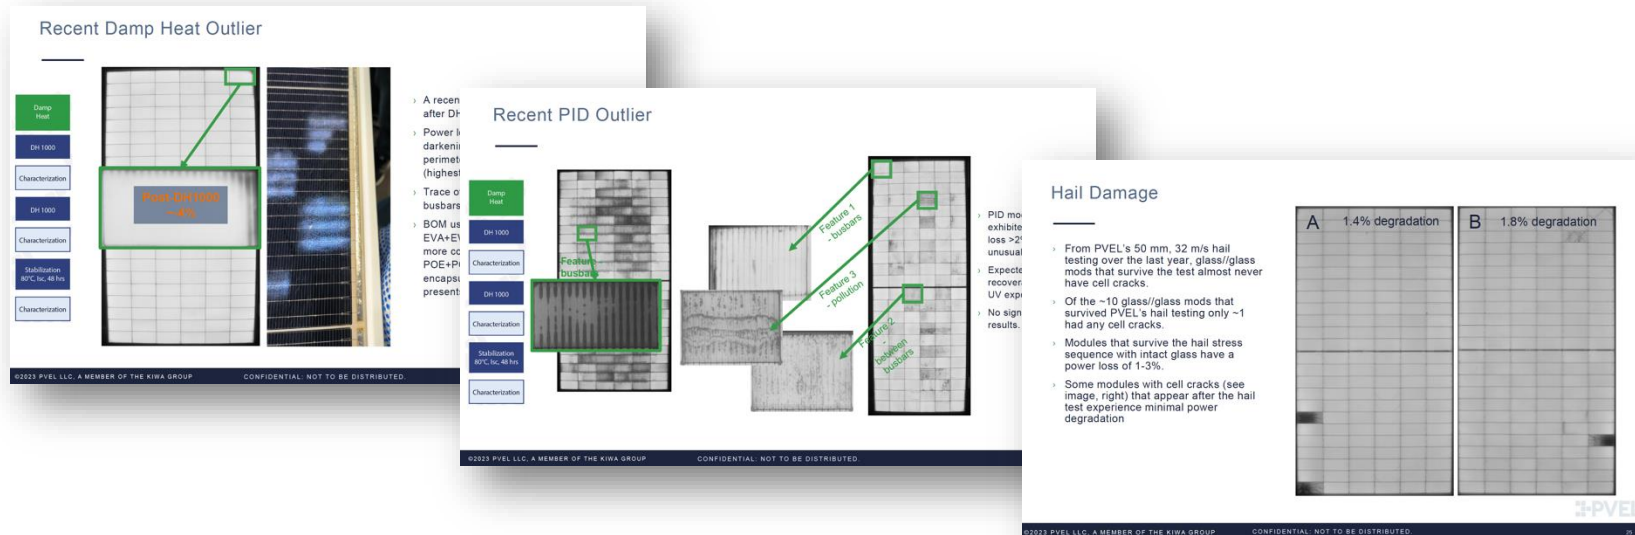 Recent Damp Heat Outlier
Damp
Heat
DH 1000
Characterization
DH 1000
Characterization
Stabilization
80°C, Isc, 48 hrs
Characterization
Post-DH1000
~4%
› A recen
after DH
› Power l
darkeni
perimet
(highest
› Trace o
busbars
› BOM us
EVA+E
more co
POE+P
encaps
present
©2023 PVEL LLC, A MEMBER OF THE KIWA GROUP
CONFIDENTIAL: NOT TO BE DISTRIBUTED.
Recent PID Outlier
Damp
Heat
DH 1000
Characterization
DH 1000
Characterization
Stabilization
80°C, Isc, 48 hrs
Characterization
Feature
busbar
Feature 1
- busbars
Feature 3
- pollution
Feature 2
-
between
busbars
› PID mo
exhibite
loss >2
unusual
› Expecte
recover
UV exp
› No sign
results.
©2023 PVEL LLC, A MEMBER OF THE KIWA GROUP
CONFIDENTIAL: NOT TO BE DISTRIBUTED.
Hail Damage
› From PVEL's 50 mm, 32 m/s hail
testing over the last year, glass//glass
mods that survive the test almost never
have cell cracks.
› Of the ~10 glass//glass mods that
survived PVEL's hail testing only ~1
had any cell cracks.
› Modules that survive the hail stress
sequence with intact glass have a
power loss of 1-3%.
› Some modules with cell cracks (see
image, right) that appear after the hail
test experience minimal power
degradation
A 1.4% degradation
B 1.8% degradation
PVEL
©2023 PVEL LLC, A MEMBER OF THE KIWA GROUP
CONFIDENTIAL: NOT TO BE DISTRIBUTED.